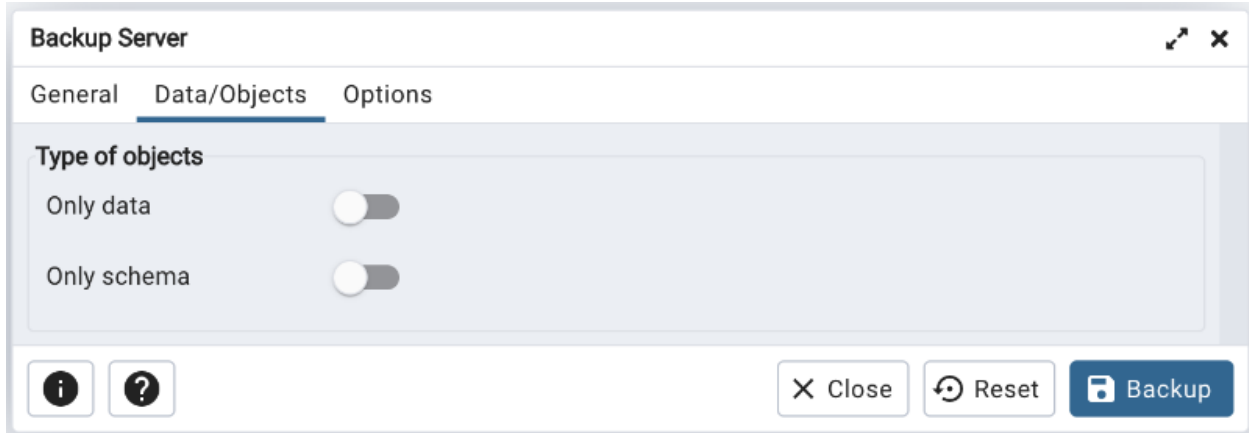 Backup Server
General Data/Objects Options
Type of objects
Only data
Only schema
Close Reset Backup